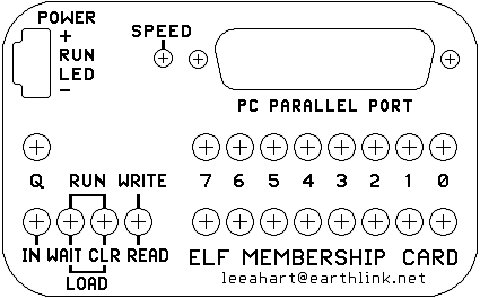 POWER
+
RUN
LED
-
SPEED
PC PARALLEL PORT
Q RUN WRITE 7 6 5 4 3 2 1 0
IN WAIT CLR READ ELF MEMBERSHIP CARD
LOAD leeahart@earthlink.net